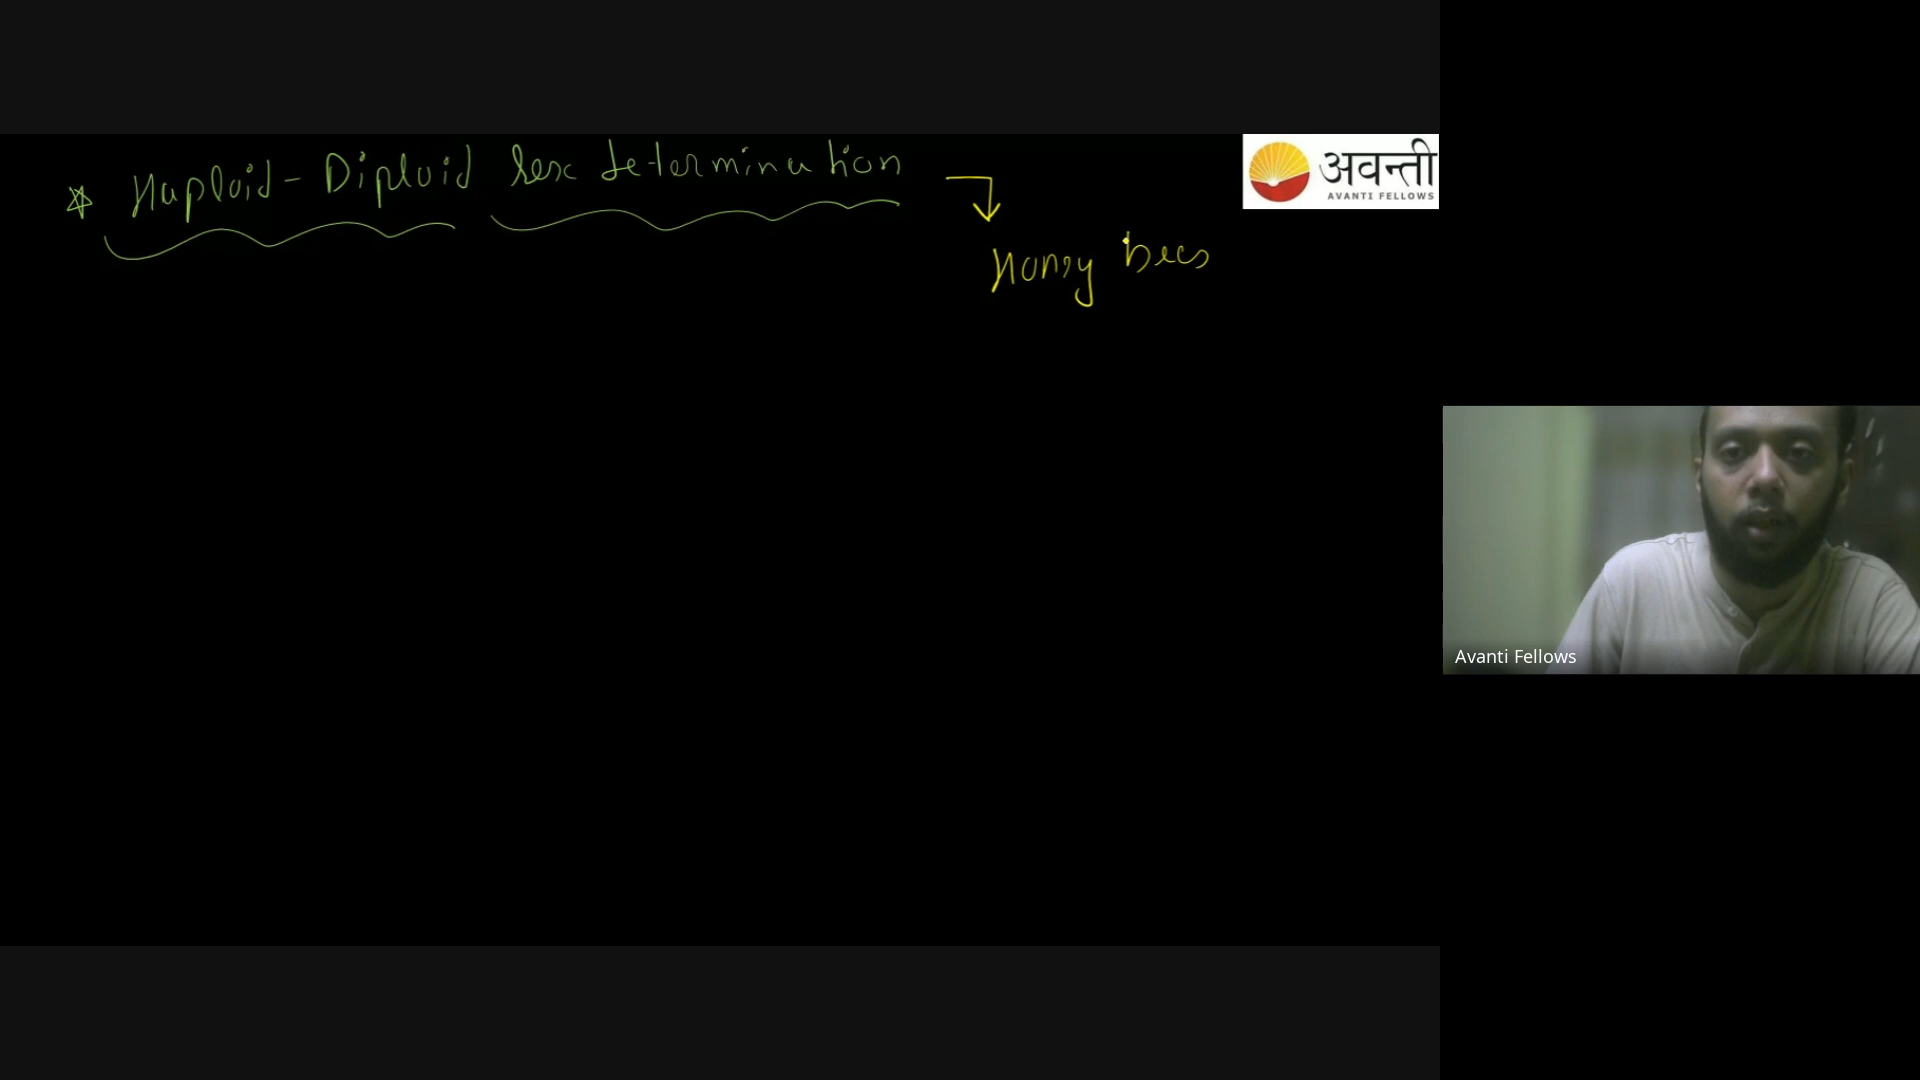 * Haploid - Diploid sex determination
Honey bees
अवन्ती
AVANTI FELLOWS
Avanti Fellows